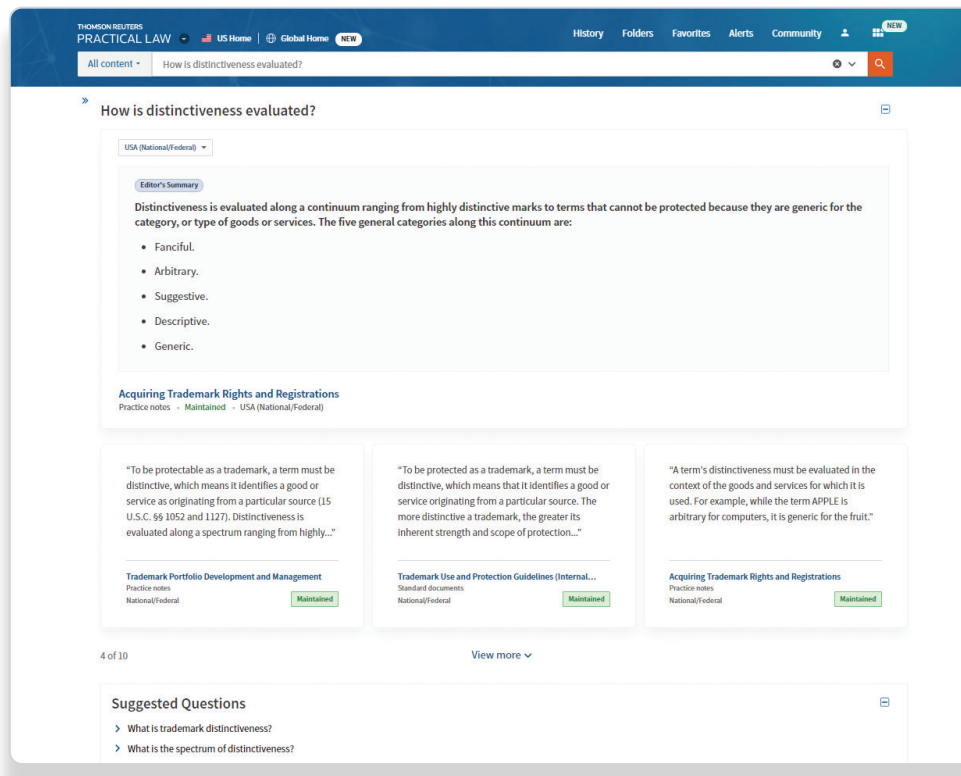 THOMSON REUTERS
PRACTICAL LAW US Home | Global Home NEW History Folders Favorites Alerts Community NEW
All content How is distinctiveness evaluated?
» How is distinctiveness evaluated?
USA (National/Federal)
Editor's Summary
Distinctiveness is evaluated along a continuum ranging from highly distinctive marks to terms that cannot be protected because they are generic for the
category, or type of goods or services. The five general categories along this continuum are:
• Fanciful.
• Arbitrary.
• Suggestive.
• Descriptive.
• Generic.
Acquiring Trademark Rights and Registrations
Practice notes - Maintained - USA (National/Federal)
“To be protectable as a trademark, a term must be
distinctive, which means it identifies a good or
service as originating from a particular source (15
U.S.C. §§ 1052 and 1127). Distinctiveness is
evaluated along a spectrum ranging from highly...”
Trademark Portfolio Development and Management
Practice notes
National/Federal Maintained
“To be protected as a trademark, a term must be
distinctive, which means that it identifies a good or
service originating from a particular source. The
more distinctive a trademark, the greater its
inherent strength and scope of protection...”
Trademark Use and Protection Guidelines (Internal...
Standard documents
National/Federal Maintained
“A term's distinctiveness must be evaluated in the
context of the goods and services for which it is
used. For example, while the term APPLE is
arbitrary for computers, it is generic for the fruit.”
Acquiring Trademark Rights and Registrations
Practice notes
National/Federal Maintained
4 of 10 View more
Suggested Questions
What is trademark distinctiveness?
What is the spectrum of distinctiveness?